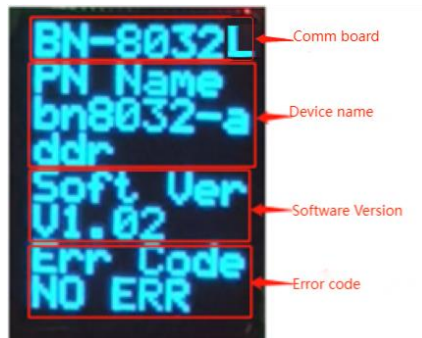 BN-8032L
Comm board
PN Name
bn8032-a
ddr
Device name
Soft Ver
V1.02
Software Version
Err Code
NO ERR
Error code